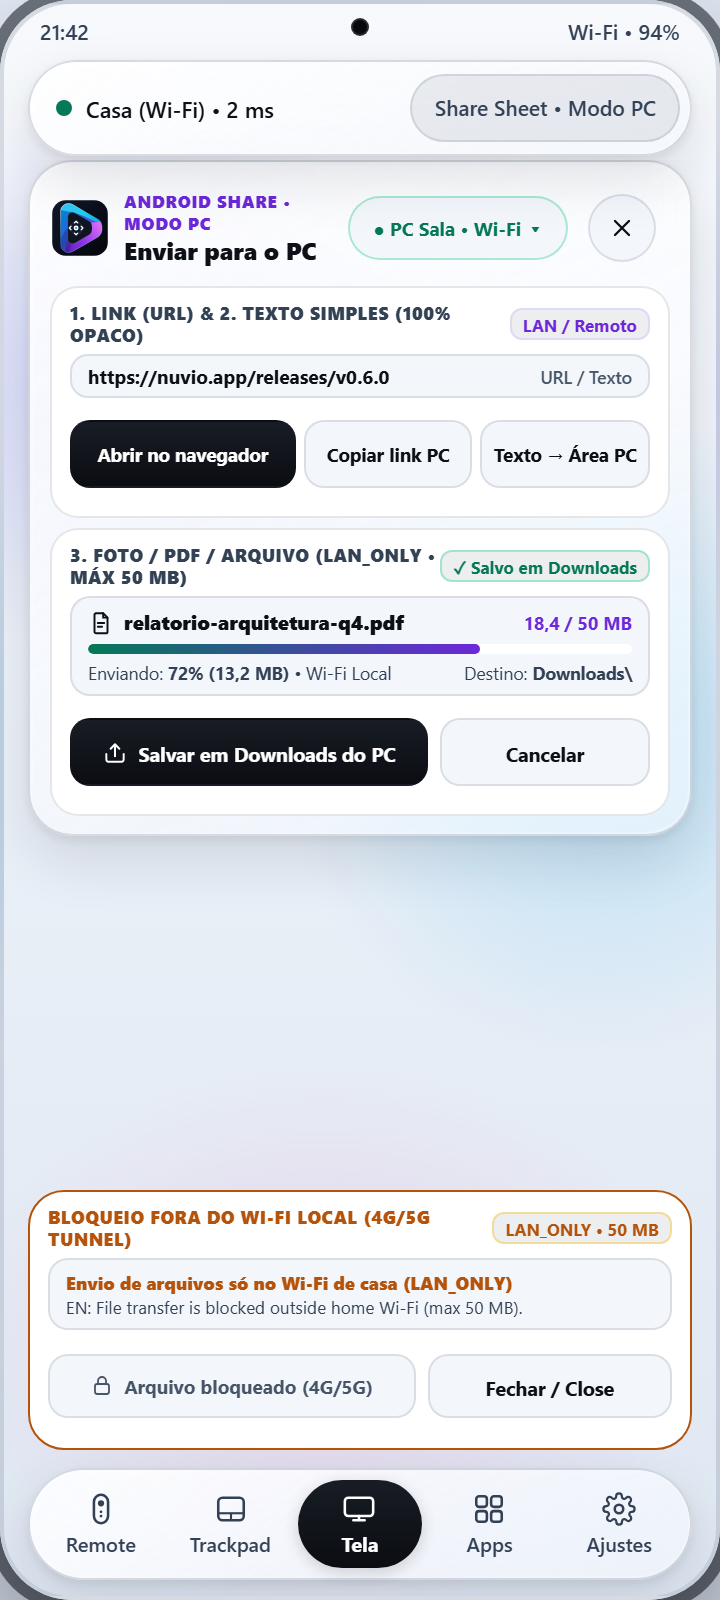 21:42
Wi-Fi • 94%
Casa (Wi-Fi) • 2 ms
Share Sheet • Modo PC
ANDROID SHARE •
MODO PC
Enviar para o PC
● PC Sala • Wi-Fi ▾
1. LINK (URL) & 2. TEXTO SIMPLES (100%
OPACO)
LAN / Remoto
https://nuvio.app/releases/v0.6.0
URL / Texto
Abrir no navegador
Copiar link PC
Texto → Área PC
3. FOTO / PDF / ARQUIVO (LAN_ONLY •
MÁX 50 MB)
✓ Salvo em Downloads
relatorio-arquitetura-q4.pdf
18,4 / 50 MB
Enviando: 72% (13,2 MB) • Wi-Fi Local
Destino: Downloads\
Salvar em Downloads do PC
Cancelar
BLOQUEIO FORA DO WI-FI LOCAL (4G/5G
TUNNEL)
LAN_ONLY • 50 MB
Envio de arquivos só no Wi-Fi de casa (LAN_ONLY)
EN: File transfer is blocked outside home Wi-Fi (max 50 MB).
Arquivo bloqueado (4G/5G)
Fechar / Close
Remote
Trackpad
Tela
Apps
Ajustes